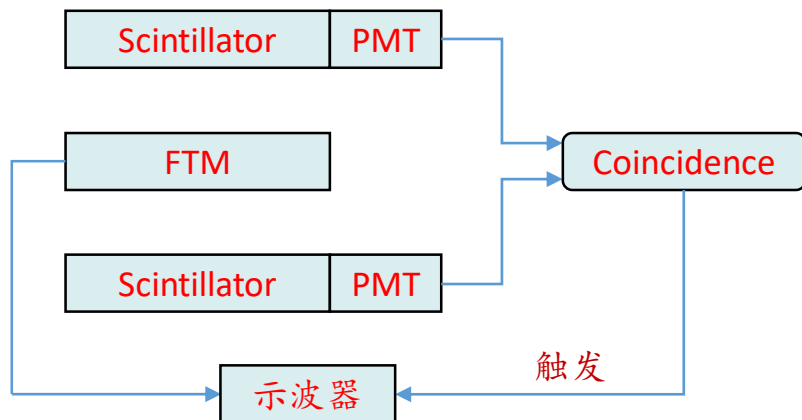 Scintillator PMT
FTM
Coincidence
Scintillator PMT
触发
示波器